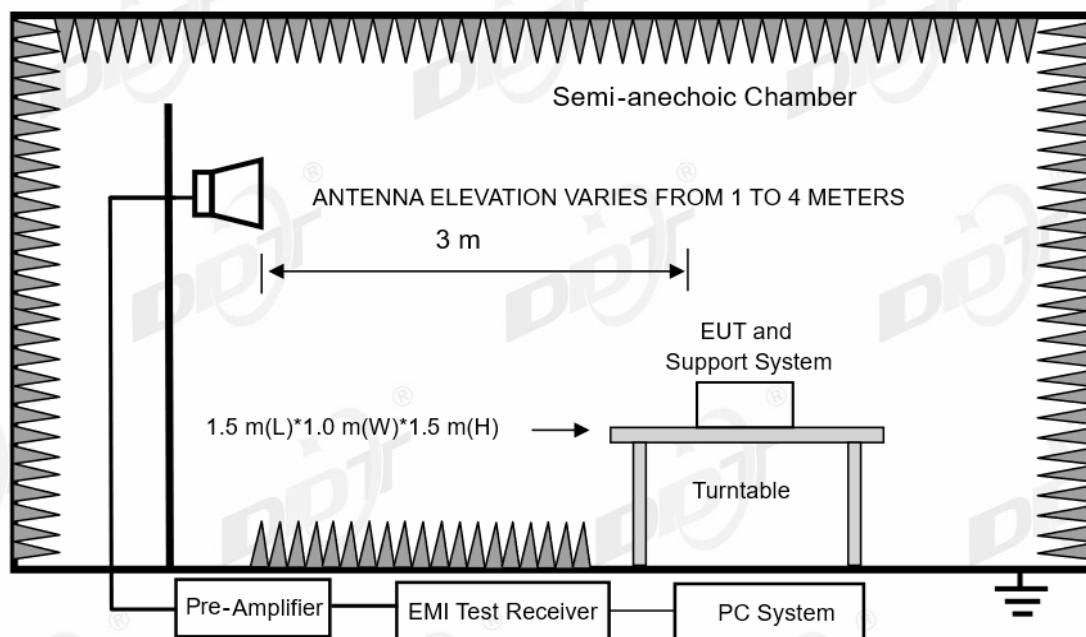 Semi-anechoic Chamber
ANTENNA ELEVATION VARIES FROM 1 TO 4 METERS
3 m
EUT and
Support System
1.5 m(L)*1.0 m(W)*1.5 m(H)
Turntable
Pre-Amplifier
EMI Test Receiver
PC System
DDT
®